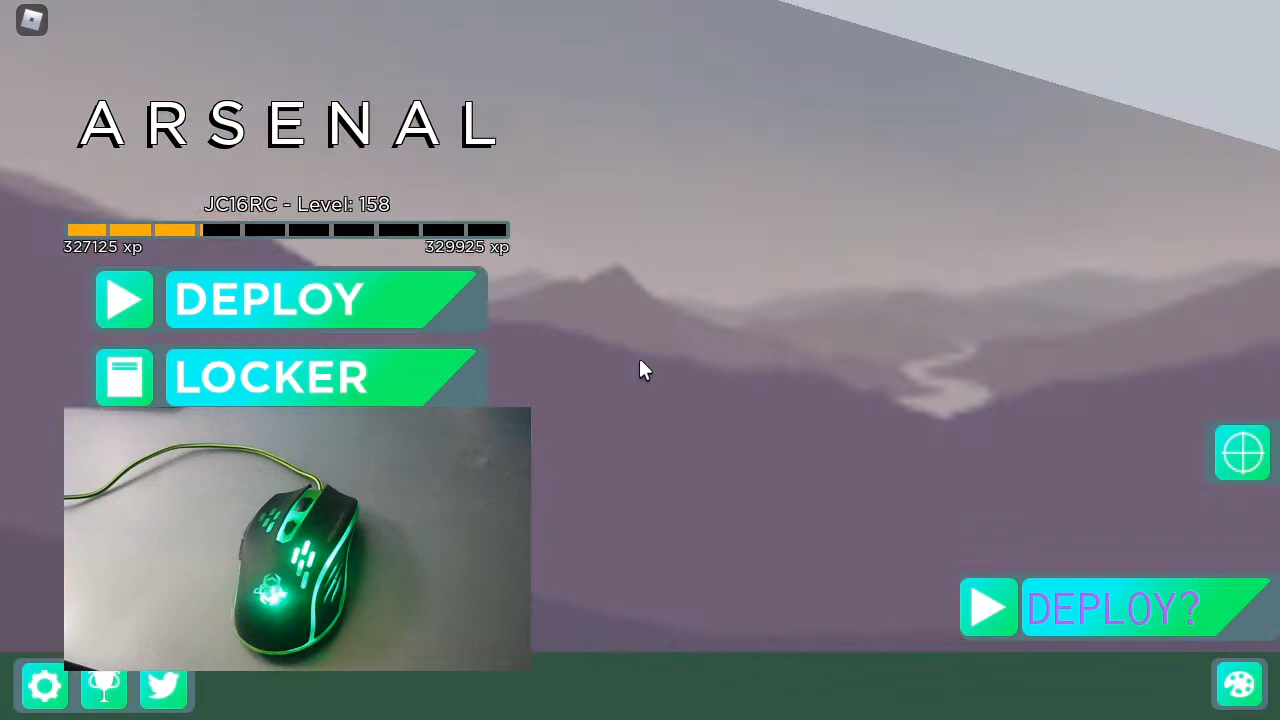 ARSENAL
JC16RC - Level: 158
327125 xp
329925 xp
DEPLOY
LOCKER
DEPLOY?